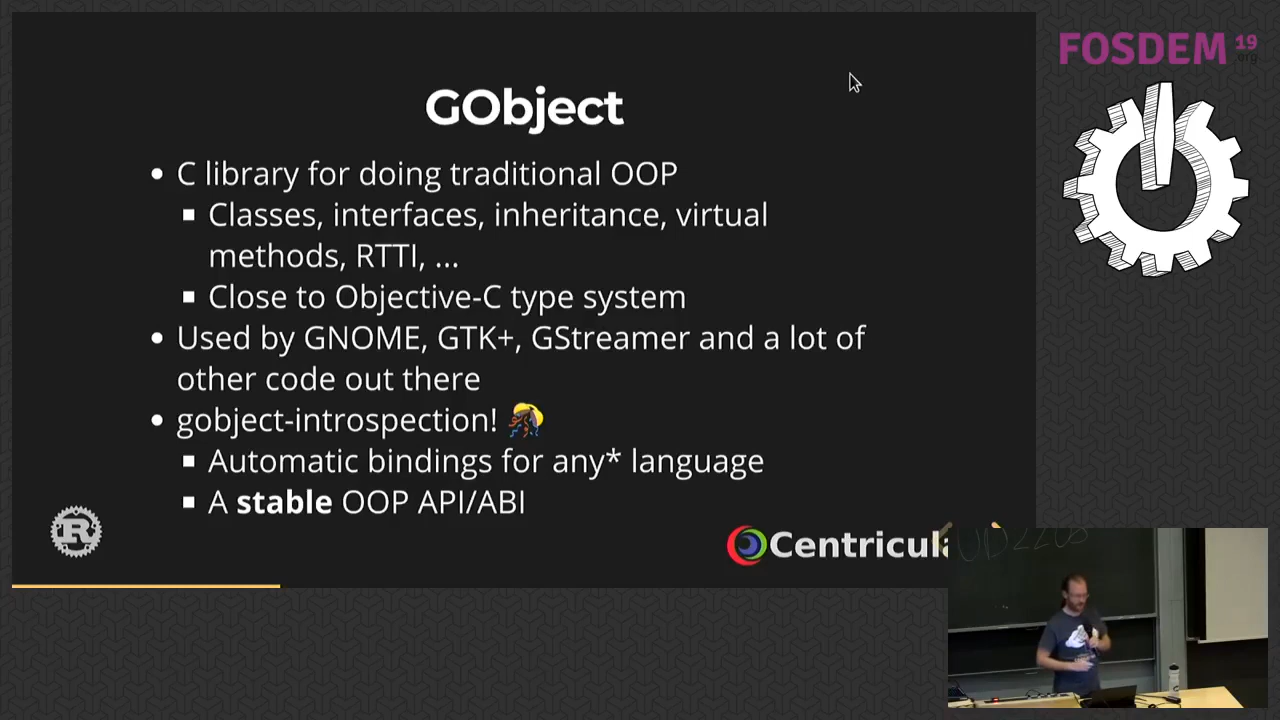 GObject
• C library for doing traditional OOP
▪ Classes, interfaces, inheritance, virtual
methods, RTTI, ...
▪ Close to Objective-C type system
• Used by GNOME, GTK+, GStreamer and a lot of
other code out there
• gobject-introspection!
▪ Automatic bindings for any* language
▪ A stable OOP API/ABI
R
Centricula
FOSDEM 19
.org